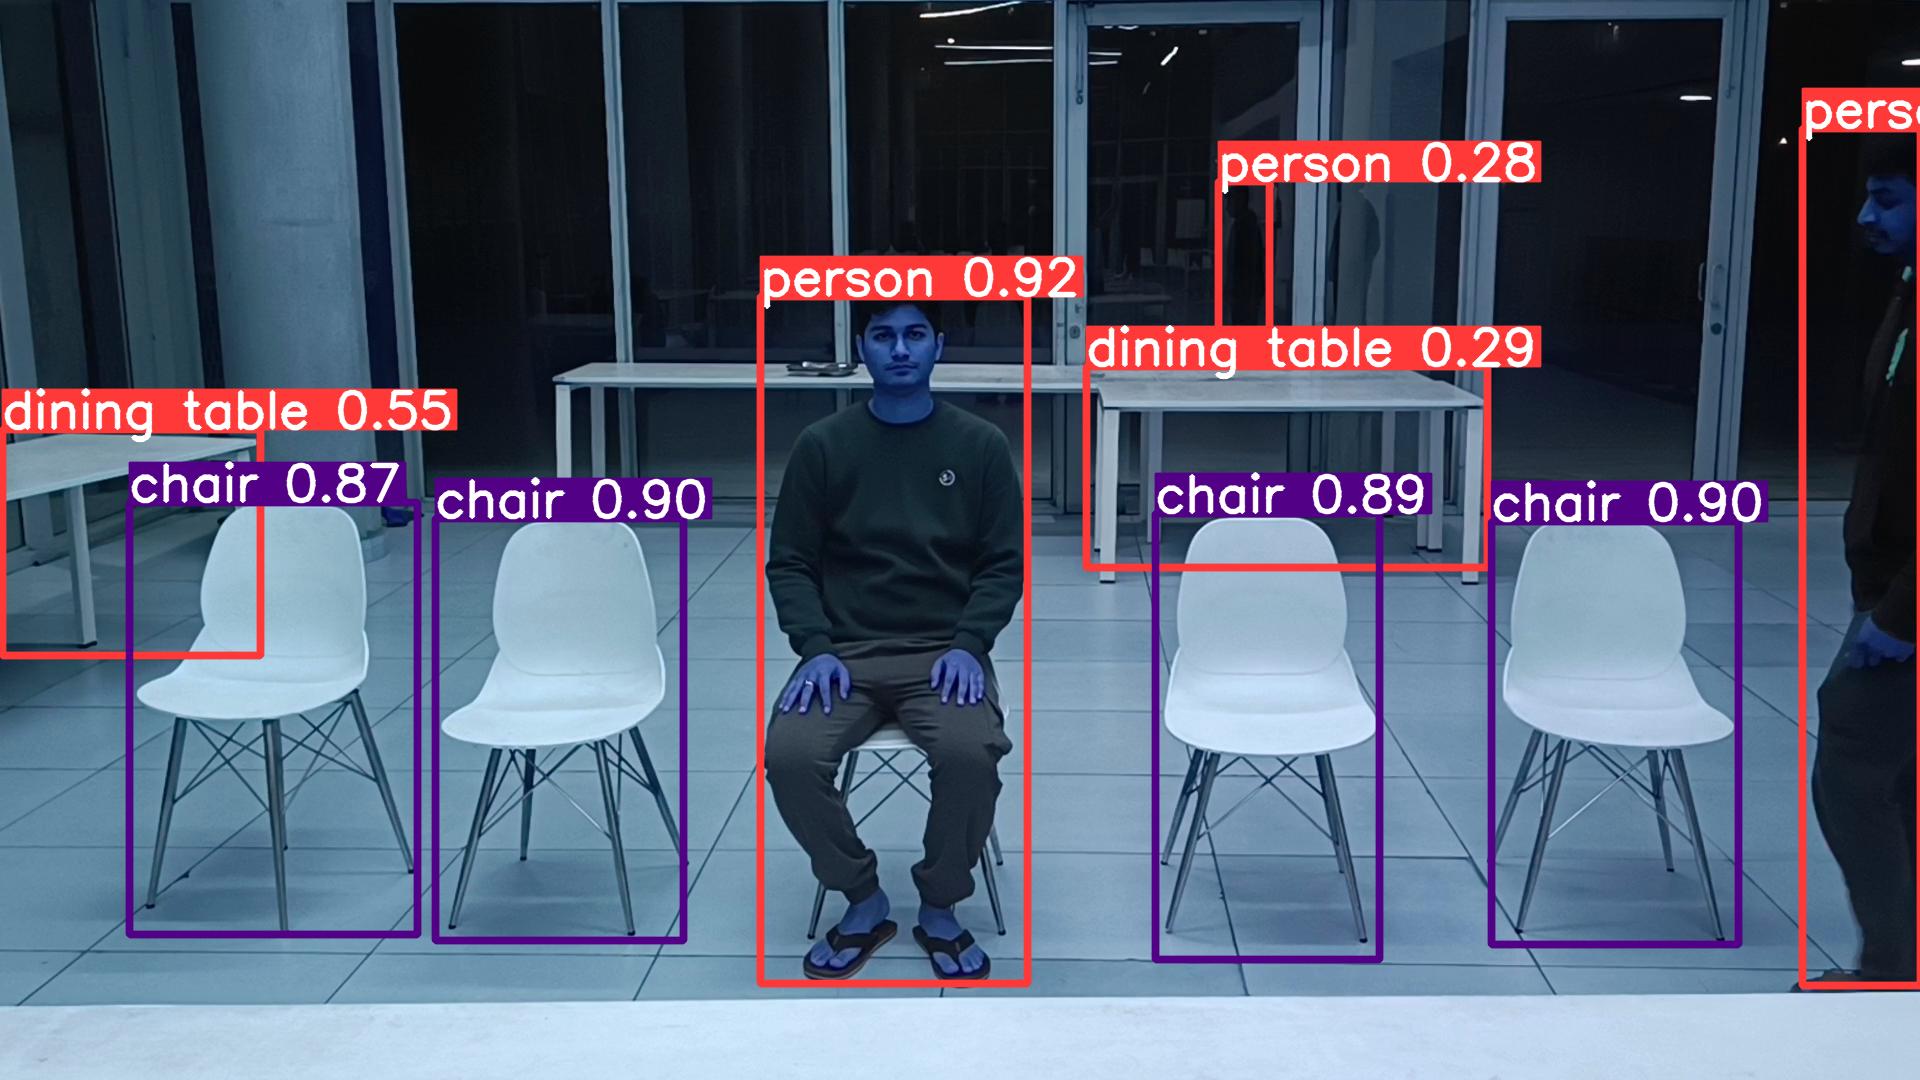 perso
person 0.28
person 0.92
dining table 0.29
dining table 0.55
chair 0.87
chair 0.90
chair 0.89
chair 0.90